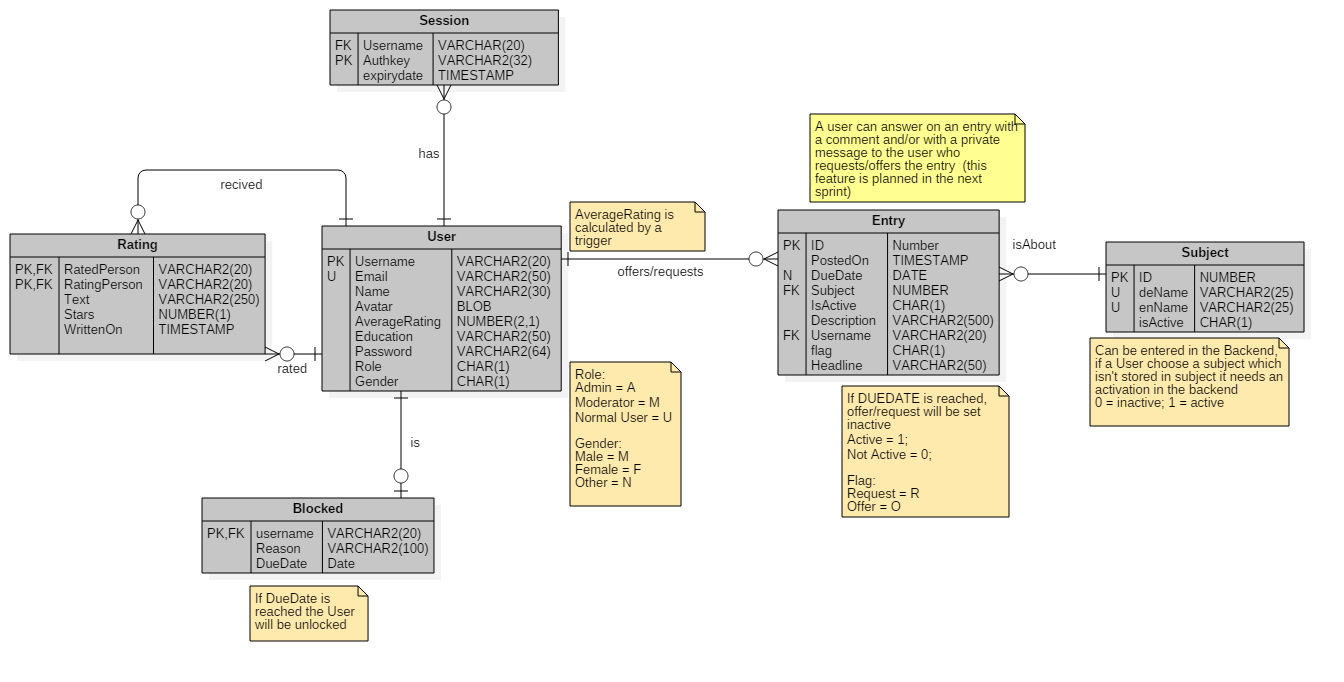 Session
FK Username VARCHAR(20)
PK Authkey VARCHAR2(32)
expirydate TIMESTAMP
has
recived
Rating
PK,FK RatedPerson VARCHAR2(20)
PK,FK RatingPerson VARCHAR2(20)
Text VARCHAR2(250)
Stars NUMBER(1)
WrittenOn TIMESTAMP
rated
User
PK Username VARCHAR2(20)
U Email VARCHAR2(50)
Name VARCHAR2(30)
Avatar BLOB
AverageRating NUMBER(2,1)
Education VARCHAR2(50)
Password VARCHAR2(64)
Role CHAR(1)
Gender CHAR(1)
AverageRating is
calculated by a
trigger
offers/requests
A user can answer on an entry with
a comment and/or with a private
message to the user who
requests/offers the entry (this
feature is planned in the next
sprint)
Entry
PK ID Number
PostedOn TIMESTAMP
N DueDate DATE
FK Subject NUMBER
IsActive CHAR(1)
Description VARCHAR2(500)
FK Username VARCHAR2(20)
flag CHAR(1)
Headline VARCHAR2(50)
isAbout
Subject
PK ID NUMBER
U deName VARCHAR2(25)
U enName VARCHAR2(25)
isActive CHAR(1)
Can be entered in the Backend,
if a User choose a subject which
isn't stored in subject it needs an
activation in the backend
0 = inactive; 1 = active
Role:
Admin = A
Moderator = M
Normal User = U
Gender:
Male = M
Female = F
Other = N
If DUEDATE is reached,
offer/request will be set
inactive
Active = 1;
Not Active = 0;
Flag:
Request = R
Offer = O
is
Blocked
PK,FK username VARCHAR2(20)
Reason VARCHAR2(100)
DueDate Date
If DueDate is
reached the User
will be unlocked